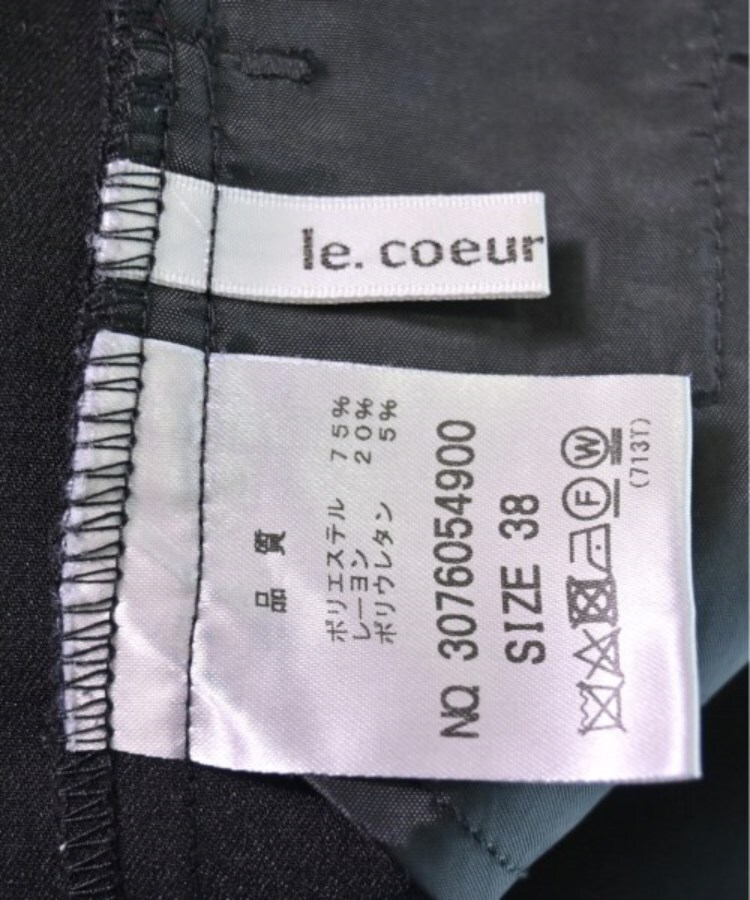 le. coeur
品質
ポリエステル 75%
レーヨン 20%
ポリウレタン 5%
NO. 3076054900
SIZE 38
F W
(713T)